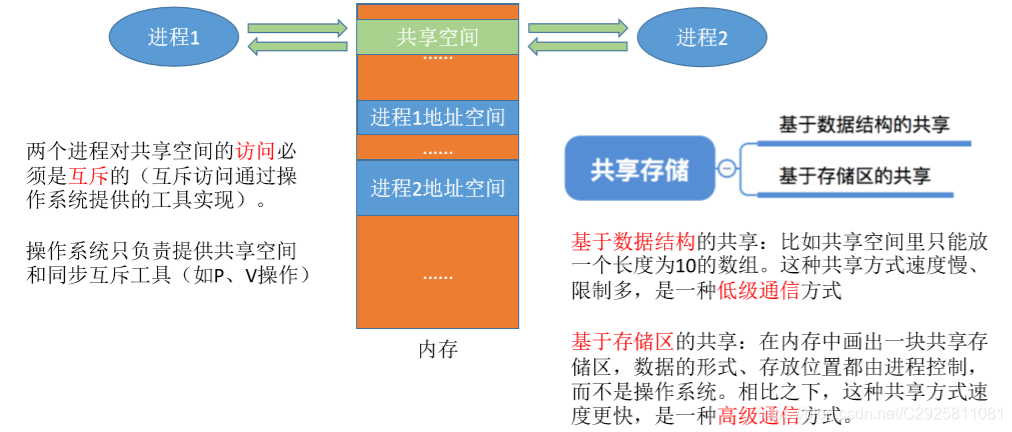 进程1
共享空间
进程2
......
进程1地址空间
......
进程2地址空间
......
内存
两个进程对共享空间的访问必
须是互斥的（互斥访问通过操
作系统提供的工具实现）。
操作系统只负责提供共享空间
和同步互斥工具（如P、V操作）
共享存储
基于数据结构的共享
基于存储区的共享
基于数据结构的共享：比如共享空间里只能放
一个长度为10的数组。这种共享方式速度慢、
限制多，是一种低级通信方式
基于存储区的共享：在内存中画出一块共享存
储区，数据的形式、存放位置都由进程控制，
而不是操作系统。相比之下，这种共享方式速
度更快，是一种高级通信方式。
csdn.net/C2925811081